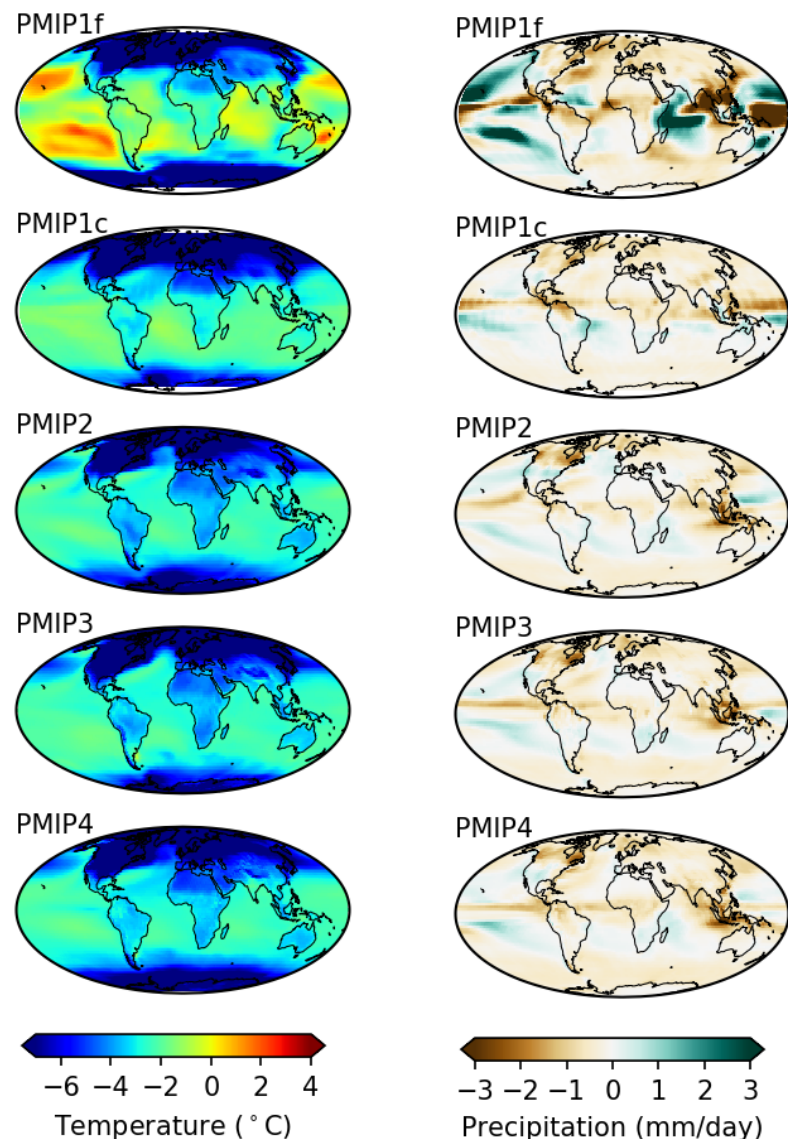 PMIP1f
PMIP1f
PMIP1c
PMIP1c
PMIP2
PMIP2
PMIP3
PMIP3
PMIP4
PMIP4
−6 −4 −2 0 2 4
−3 −2 −1 0 1 2 3
Temperature (°C)
Precipitation (mm/day)